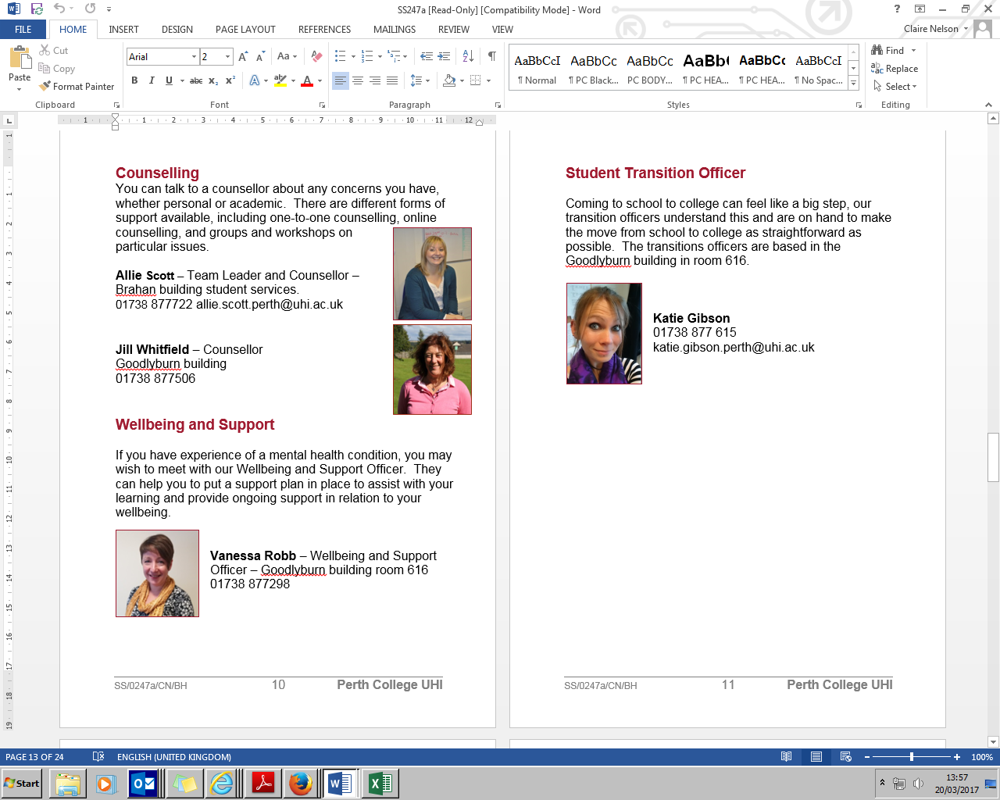 SS247a [Read-Only] [Compatibility Mode] - Word
Claire Nelson
FILE HOME INSERT DESIGN PAGE LAYOUT REFERENCES MAILINGS REVIEW VIEW
Paste
Cut
Copy
Format Painter
Clipboard
Arial 2
Font
Paragraph
AaBbCcI AaBbCc AaBbCc AaBb( AaBbCc AaBbCcI
¶ Normal ¶ PC Black... PC BODY... ¶ PC HEA... ¶ PC HEA... ¶ No Spac...
Styles
Find
Replace
Select
Editing
1 1 2 3 4 5 6 7 8 9 10 11 12
Counselling
You can talk to a counsellor about any concerns you have,
whether personal or academic.  There are different forms of
support available, including one-to-one counselling, online
counselling, and groups and workshops on
particular issues.
Allie Scott – Team Leader and Counsellor –
Brahan building student services.
01738 877722 allie.scott.perth@uhi.ac.uk
Jill Whitfield – Counsellor
Goodlyburn building
01738 877506
Wellbeing and Support
If you have experience of a mental health condition, you may
wish to meet with our Wellbeing and Support Officer.  They
can help you to put a support plan in place to assist with your
learning and provide ongoing support in relation to your
wellbeing.
Vanessa Robb – Wellbeing and Support
Officer – Goodlyburn building room 616
01738 877298
SS/0247a/CN/BH 10 Perth College UHI
Student Transition Officer
Coming to school to college can feel like a big step, our
transition officers understand this and are on hand to make
the move from school to college as straightforward as
possible.  The transitions officers are based in the
Goodlyburn building in room 616.
Katie Gibson
01738 877 615
katie.gibson.perth@uhi.ac.uk
SS/0247a/CN/BH 11 Perth College UHI
PAGE 13 OF 24 ENGLISH (UNITED KINGDOM) 100%
Start
13:57
20/03/2017